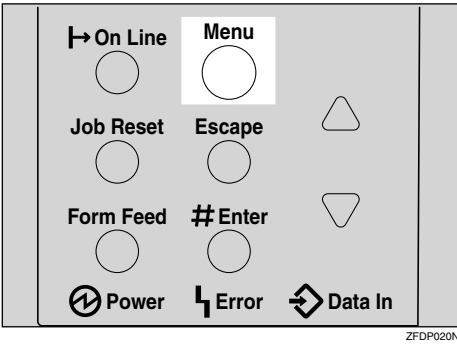 On Line Menu
Job Reset Escape
Form Feed # Enter
Power Error Data In
ZFDP020N